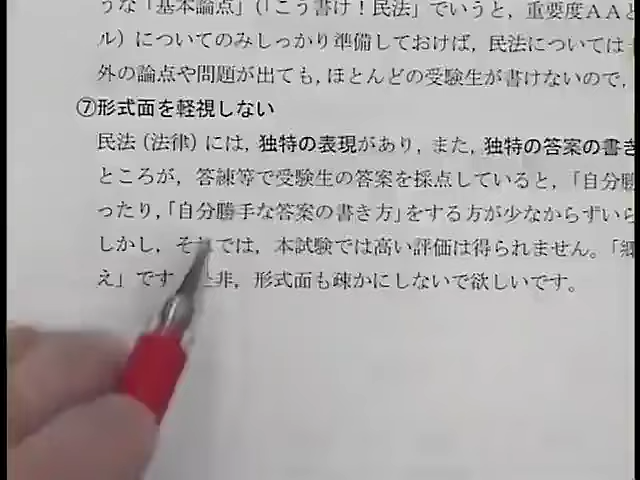 うな「基本論点」(「こう書け!民法」でいうと，重要度ＡＡと
ル）についてのみしっかり準備しておけば，民法については
外の論点や問題が出ても，ほとんどの受験生が書けないので，
⑦形式面を軽視しない
民法（法律）には，独特の表現があり，また，独特の答案の書き
ところが，答練等で受験生の答案を採点していると，「自分勝
ったり，「自分勝手な答案の書き方」をする方が少なからずいら
しかし，それでは，本試験では高い評価は得られません。「郷
え」です 是非，形式面も疎かにしないで欲しいです。